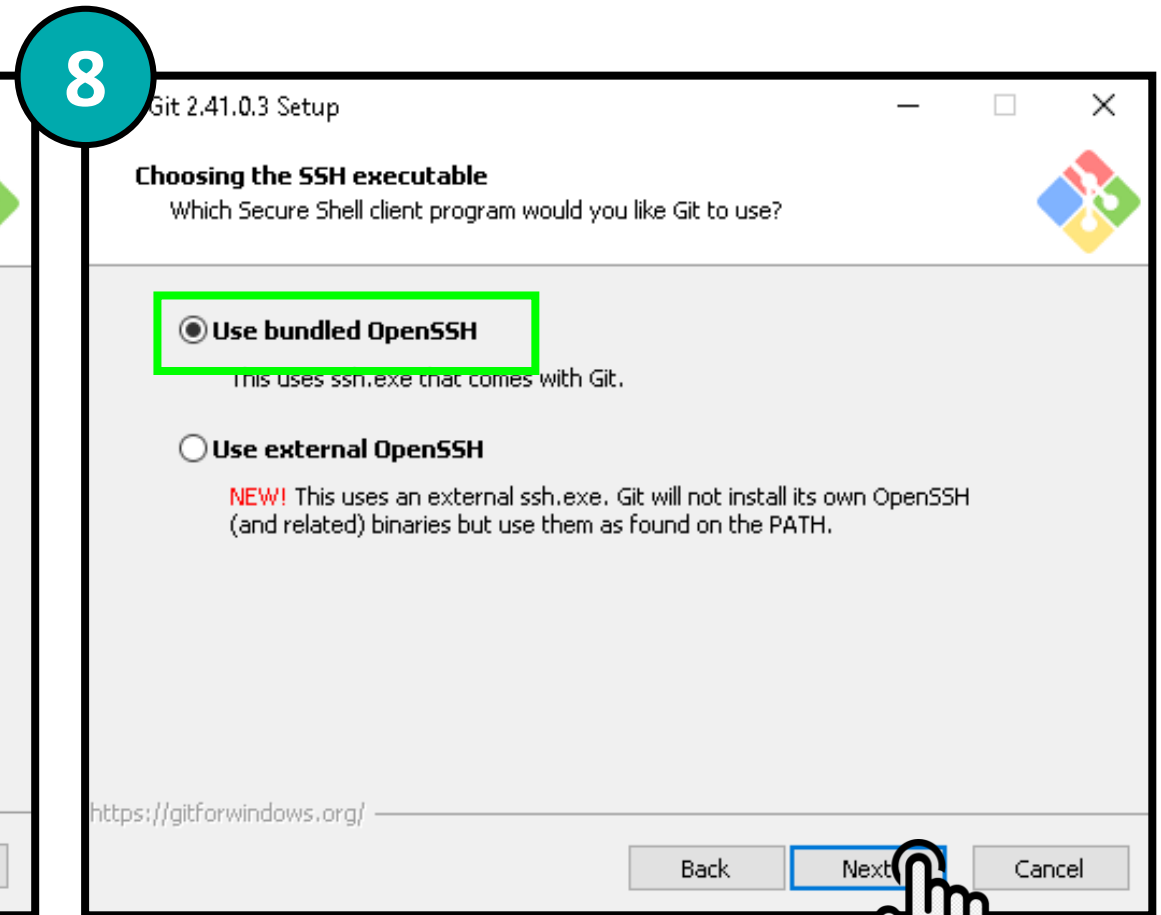 8
Git 2.41.0.3 Setup
Choosing the SSH executable
Which Secure Shell client program would you like Git to use?
Use bundled OpenSSH
This uses ssh.exe that comes with Git.
Use external OpenSSH
NEW! This uses an external ssh.exe. Git will not install its own OpenSSH
(and related) binaries but use them as found on the PATH.
https://gitforwindows.org/
Back Next Cancel